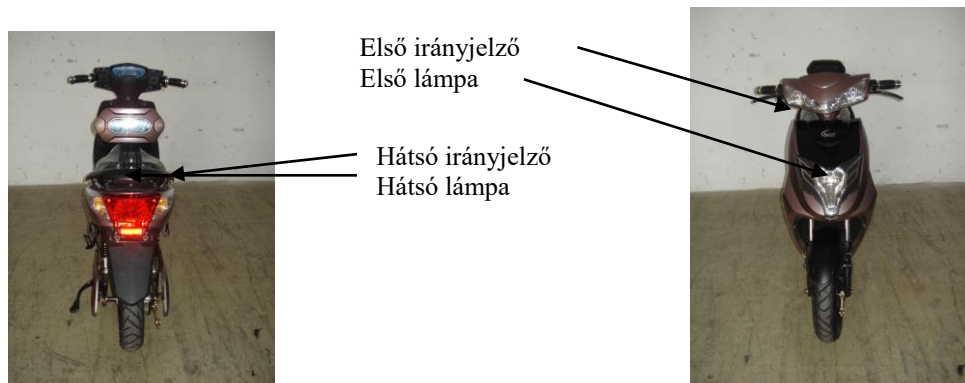 Első irányjelző
Első lámpa
Hátsó irányjelző
Hátsó lámpa